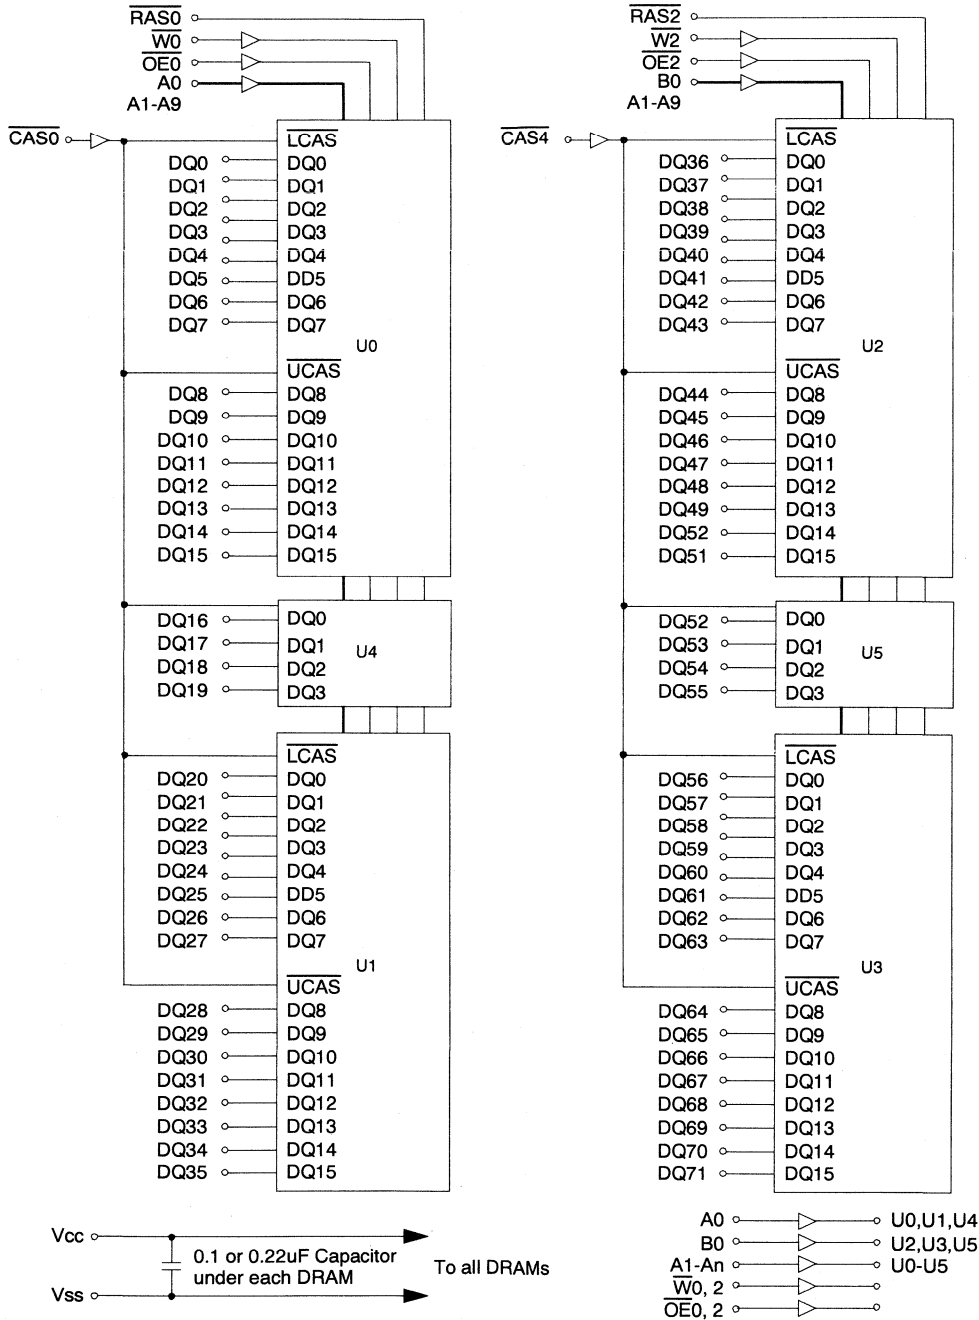 RAS0
W0
OE0
A0
A1-A9
CAS0
LCAS
DQ0 DQ0
DQ1 DQ1
DQ2 DQ2
DQ3 DQ3
DQ4 DQ4
DQ5 DD5
DQ6 DQ6
DQ7 DQ7
U0
UCAS
DQ8 DQ8
DQ9 DQ9
DQ10 DQ10
DQ11 DQ11
DQ12 DQ12
DQ13 DQ13
DQ14 DQ14
DQ15 DQ15
DQ16 DQ0
DQ17 DQ1
U4
DQ18 DQ2
DQ19 DQ3
LCAS
DQ20 DQ0
DQ21 DQ1
DQ22 DQ2
DQ23 DQ3
DQ24 DQ4
DQ25 DD5
DQ26 DQ6
DQ27 DQ7
U1
UCAS
DQ28 DQ8
DQ29 DQ9
DQ30 DQ10
DQ31 DQ11
DQ32 DQ12
DQ33 DQ13
DQ34 DQ14
DQ35 DQ15
RAS2
W2
OE2
B0
A1-A9
CAS4
LCAS
DQ36 DQ0
DQ37 DQ1
DQ38 DQ2
DQ39 DQ3
DQ40 DQ4
DQ41 DD5
DQ42 DQ6
DQ43 DQ7
U2
UCAS
DQ44 DQ8
DQ45 DQ9
DQ46 DQ10
DQ47 DQ11
DQ48 DQ12
DQ49 DQ13
DQ52 DQ14
DQ51 DQ15
DQ52 DQ0
DQ53 DQ1
U5
DQ54 DQ2
DQ55 DQ3
LCAS
DQ56 DQ0
DQ57 DQ1
DQ58 DQ2
DQ59 DQ3
DQ60 DQ4
DQ61 DD5
DQ62 DQ6
DQ63 DQ7
U3
UCAS
DQ64 DQ8
DQ65 DQ9
DQ66 DQ10
DQ67 DQ11
DQ68 DQ12
DQ69 DQ13
DQ70 DQ14
DQ71 DQ15
Vcc
0.1 or 0.22uF Capacitor
under each DRAM
To all DRAMs
Vss
A0 U0,U1,U4
B0 U2,U3,U5
A1-An U0-U5
W0, 2
OE0, 2